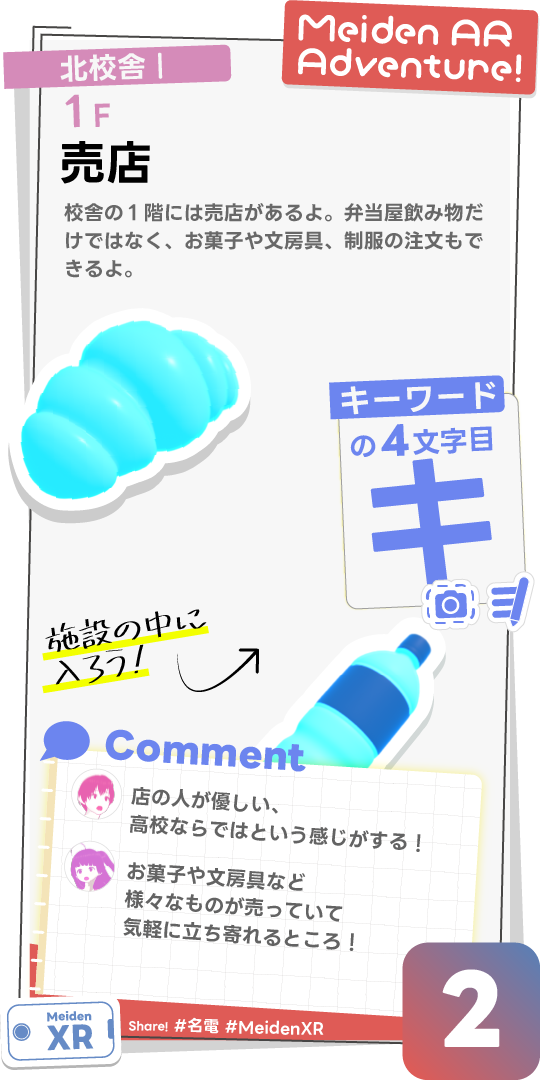 Meiden AR
Adventure!
北校舎Ⅰ
1F
売店
校舎の1階には売店があるよ。弁当屋飲み物だ
けではなく、お菓子や文房具、制服の注文もで
きるよ。
キーワード
の4文字目
キ
施設の中に
入ろう!
Comment
店の人が優しい、
高校ならではという感じがする!
お菓子や文房具など
様々なものが売っていて
気軽に立ち寄れるところ!
2
Meiden
XR
Share! #名電 #MeidenXR